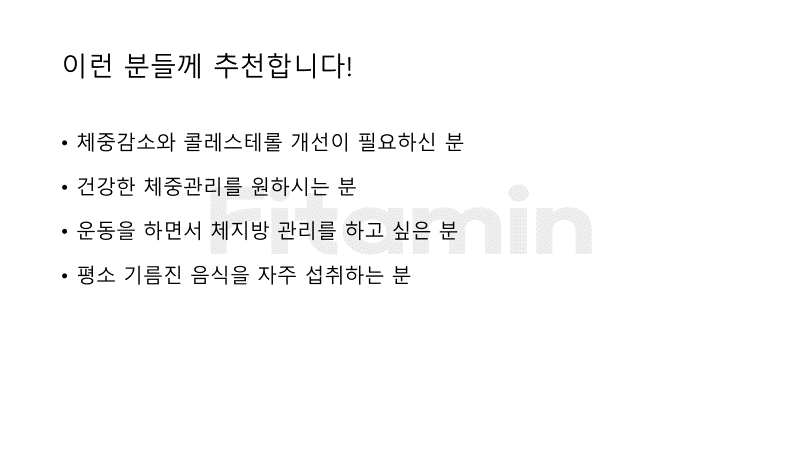 이런 분들께 추천합니다!
• 체중감소와 콜레스테롤 개선이 필요하신 분
• 건강한 체중관리를 원하시는 분
• 운동을 하면서 체지방 관리를 하고 싶은 분
• 평소 기름진 음식을 자주 섭취하는 분
Fitamin